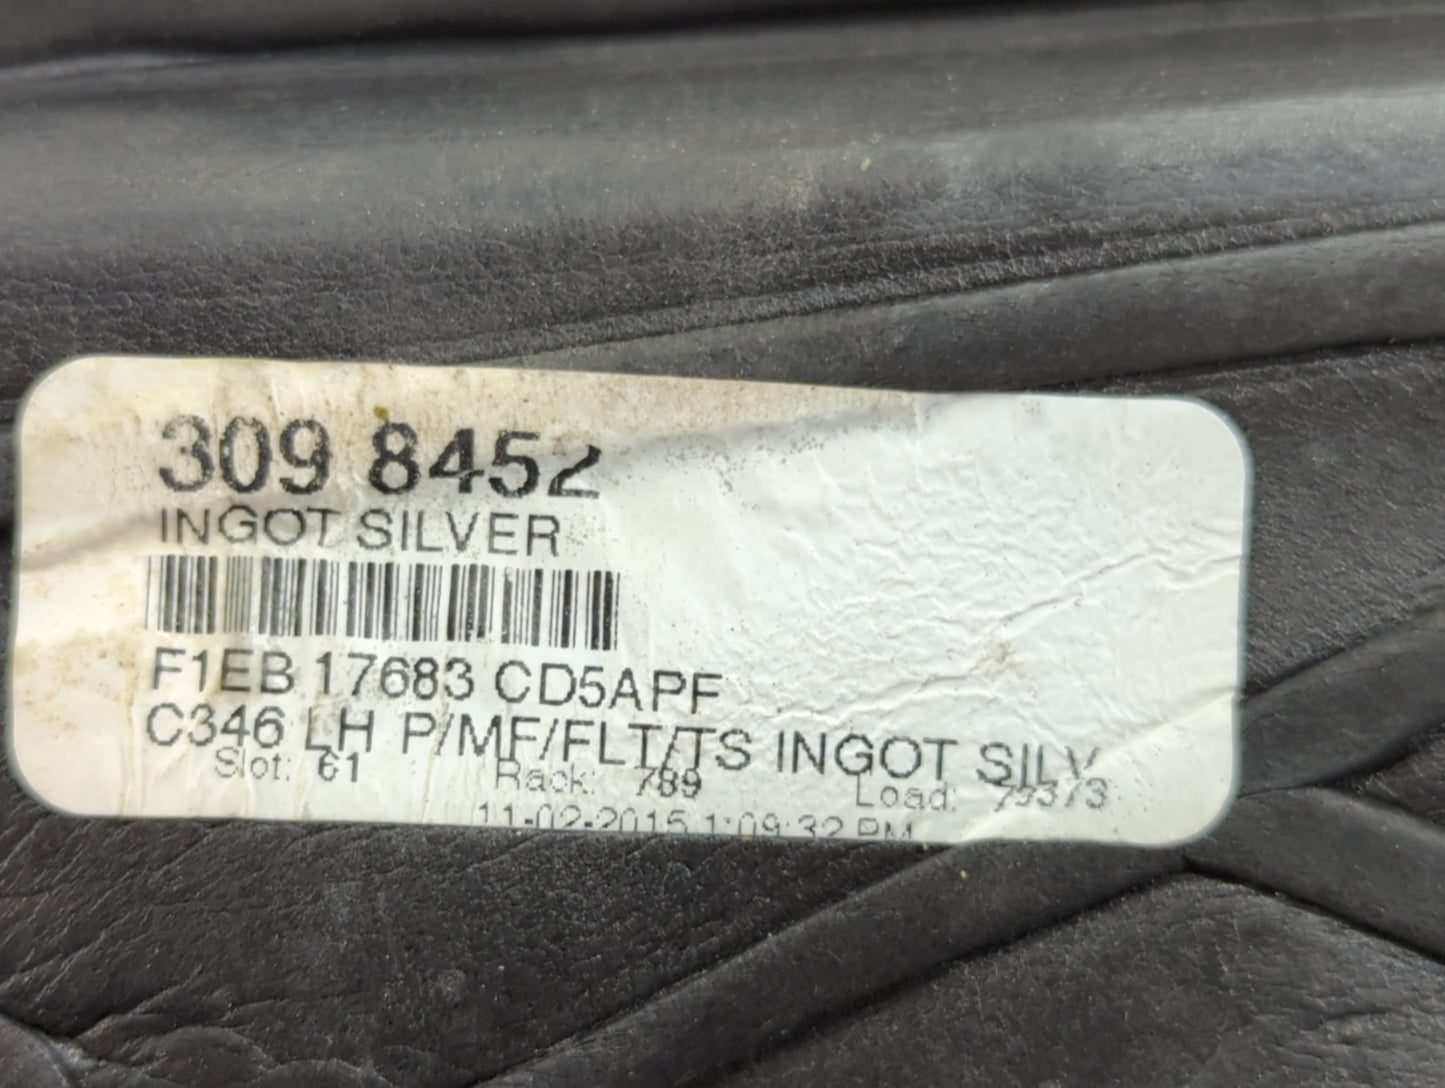 309 8452
INGOT SILVER
F1EB 17683 CD5APF
C346 LH P/MF/FLT/TS INGOT SILV
Slot: 61 Rack: 789 Load:
11-02-2015 1:09:32 PM